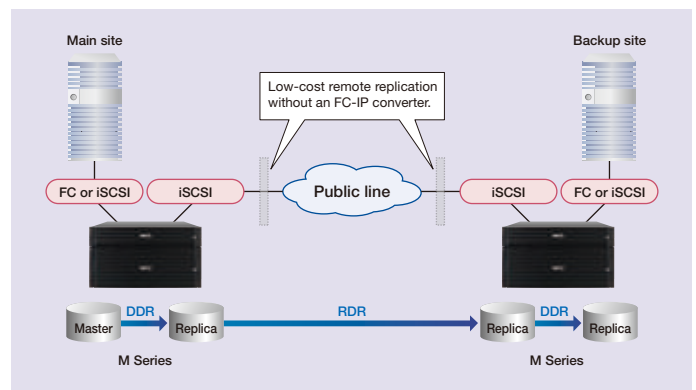 Main site
Backup site
Low-cost remote replication
without an FC-IP converter.
FC or iSCSI
iSCSI
Public line
iSCSI
FC or iSCSI
DDR
RDR
DDR
Master
Replica
Replica
Replica
M Series
M Series